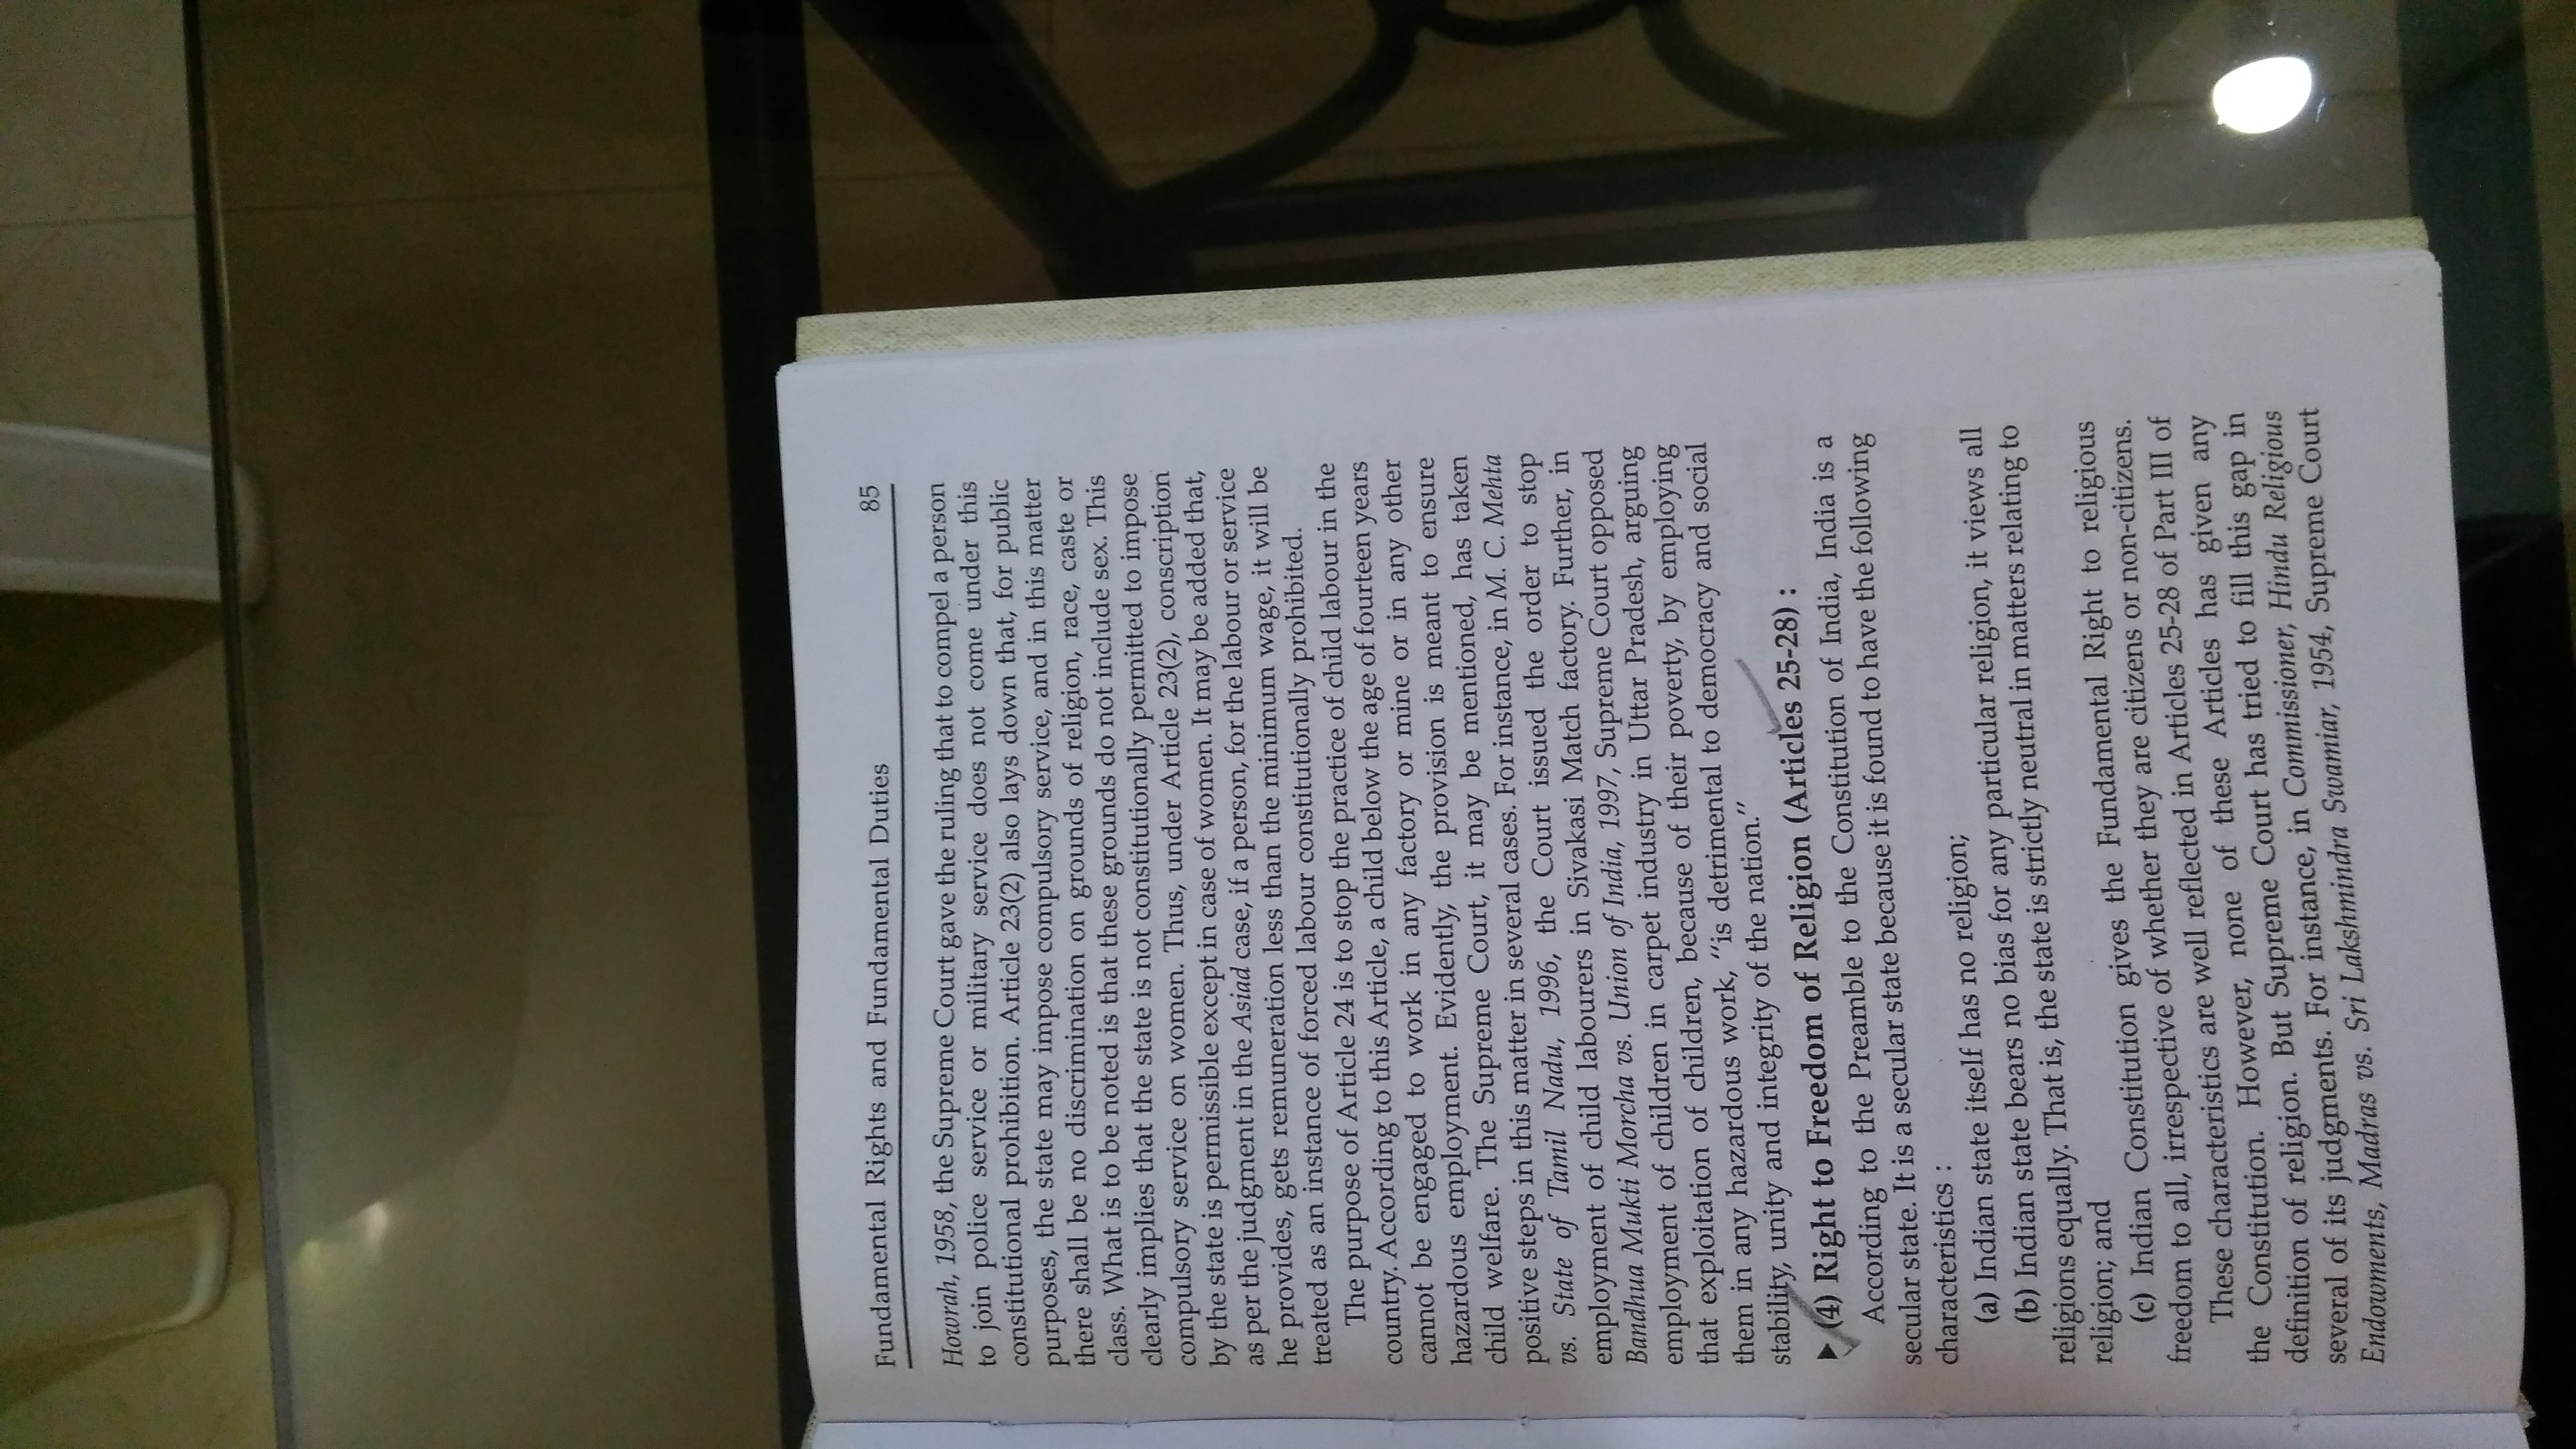 Fundamental Rights and Fundamental Duties 85
Howrah, 1958, the Supreme Court gave the ruling that to compel a person
to join police service or military service does not come under this
constitutional prohibition. Article 23(2) also lays down that, for public
purposes, the state may impose compulsory service, and in this matter
there shall be no discrimination on grounds of religion, race, caste or
class. What is to be noted is that these grounds do not include sex. This
clearly implies that the state is not constitutionally permitted to impose
compulsory service on women. Thus, under Article 23(2), conscription
by the state is permissible except in case of women. It may be added that,
as per the judgment in the Asiad case, if a person, for the labour or service
he provides, gets remuneration less than the minimum wage, it will be
treated as an instance of forced labour constitutionally prohibited.
The purpose of Article 24 is to stop the practice of child labour in the
country. According to this Article, a child below the age of fourteen years
cannot be engaged to work in any factory or mine or in any other
hazardous employment. Evidently, the provision is meant to ensure
child welfare. The Supreme Court, it may be mentioned, has taken
positive steps in this matter in several cases. For instance, in M. C. Mehta
vs. State of Tamil Nadu, 1996, the Court issued the order to stop
employment of child labourers in Sivakasi Match factory. Further, in
Bandhua Mukti Morcha vs. Union of India, 1997, Supreme Court opposed
employment of children in carpet industry in Uttar Pradesh, arguing
that exploitation of children, because of their poverty, by employing
them in any hazardous work, "is detrimental to democracy and social
stability, unity and integrity of the nation."
▶ (4) Right to Freedom of Religion (Articles 25-28) :
According to the Preamble to the Constitution of India, India is a
secular state. It is a secular state because it is found to have the following
characteristics :
(a) Indian state itself has no religion;
(b) Indian state bears no bias for any particular religion, it views all
religions equally. That is, the state is strictly neutral in matters relating to
religion; and
(c) Indian Constitution gives the Fundamental Right to religious
freedom to all, irrespective of whether they are citizens or non-citizens.
These characteristics are well reflected in Articles 25-28 of Part III of
the Constitution. However, none of these Articles has given any
definition of religion. But Supreme Court has tried to fill this gap in
several of its judgments. For instance, in Commissioner, Hindu Religious
Endowments, Madras vs. Sri Lakshmindra Swamiar, 1954, Supreme Court